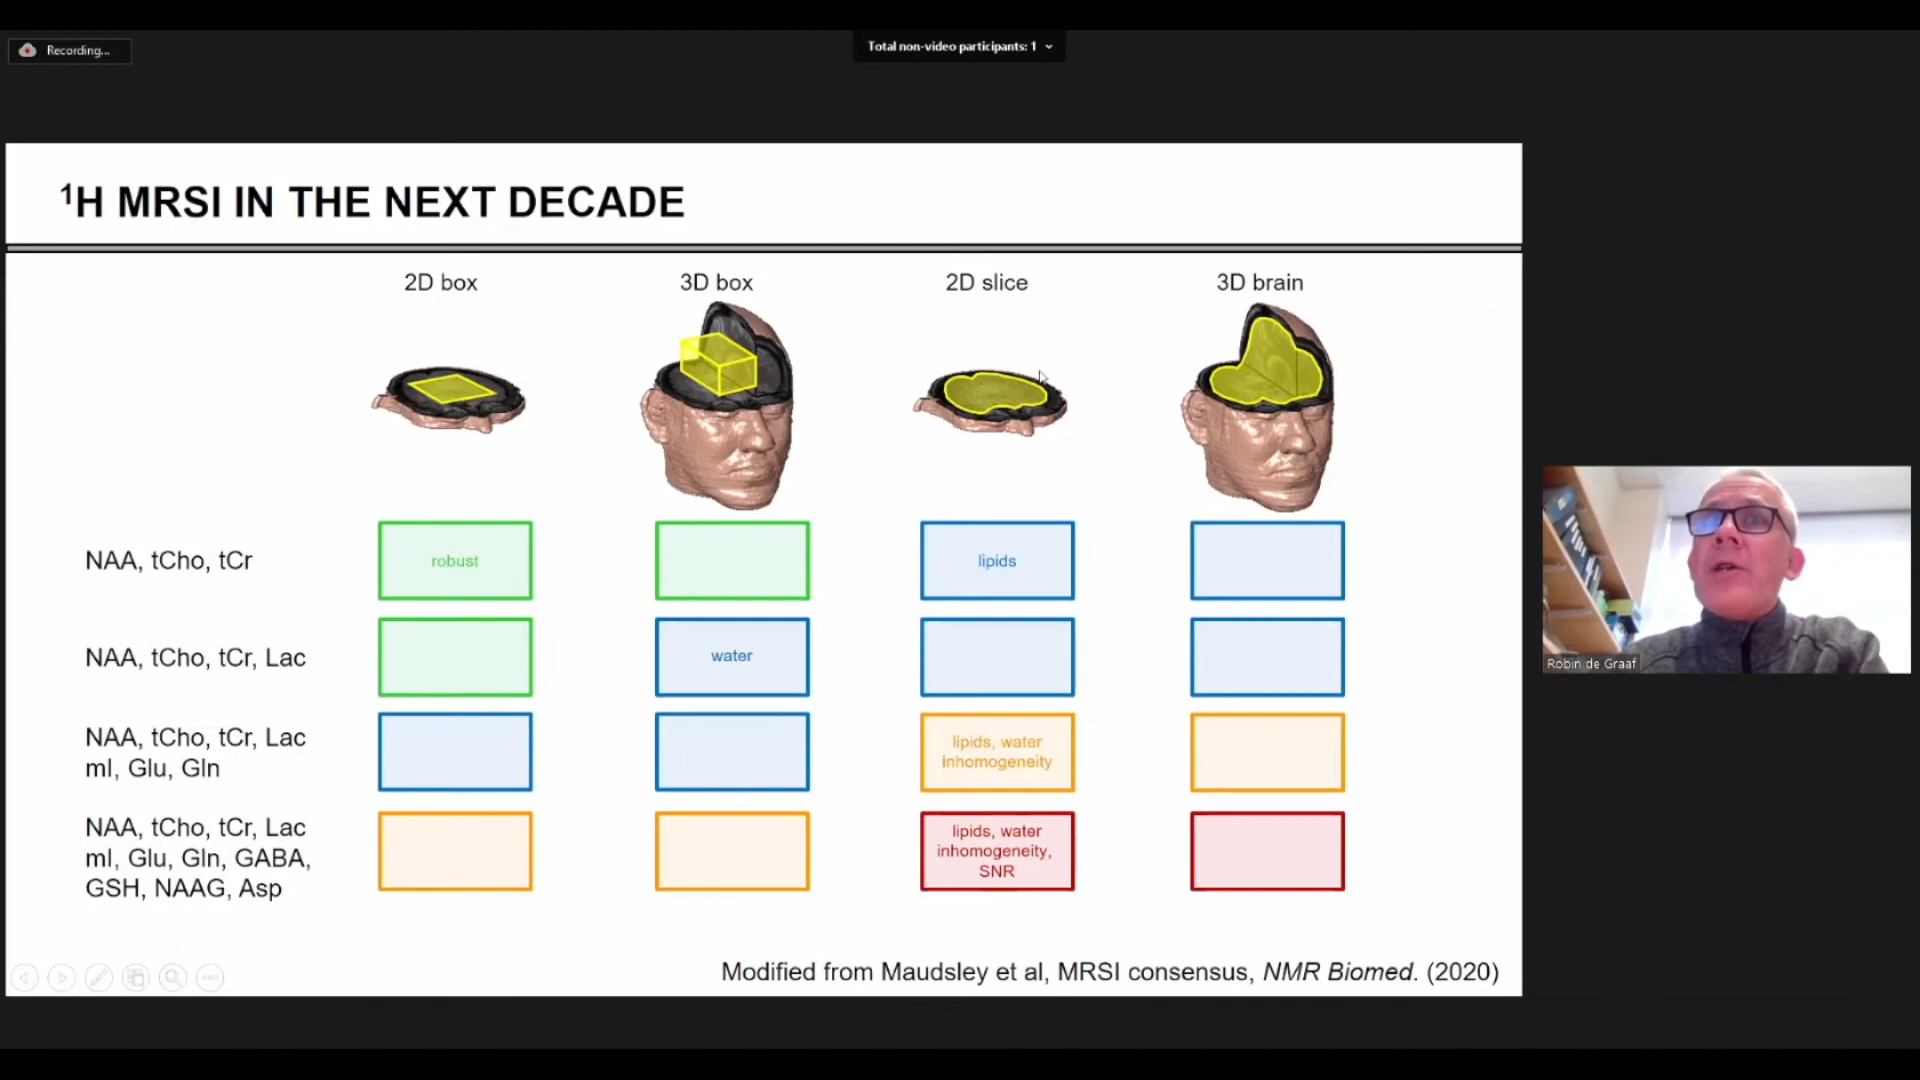 Recording...
Total non-video participants: 1
¹H MRSI IN THE NEXT DECADE
2D box
3D box
2D slice
3D brain
NAA, tCho, tCr
robust
lipids
NAA, tCho, tCr, Lac
water
NAA, tCho, tCr, Lac
mI, Glu, Gln
lipids, water
inhomogeneity
NAA, tCho, tCr, Lac
mI, Glu, Gln, GABA,
GSH, NAAG, Asp
lipids, water
inhomogeneity,
SNR
Modified from Maudsley et al, MRSI consensus, NMR Biomed. (2020)
Robin de Graaf